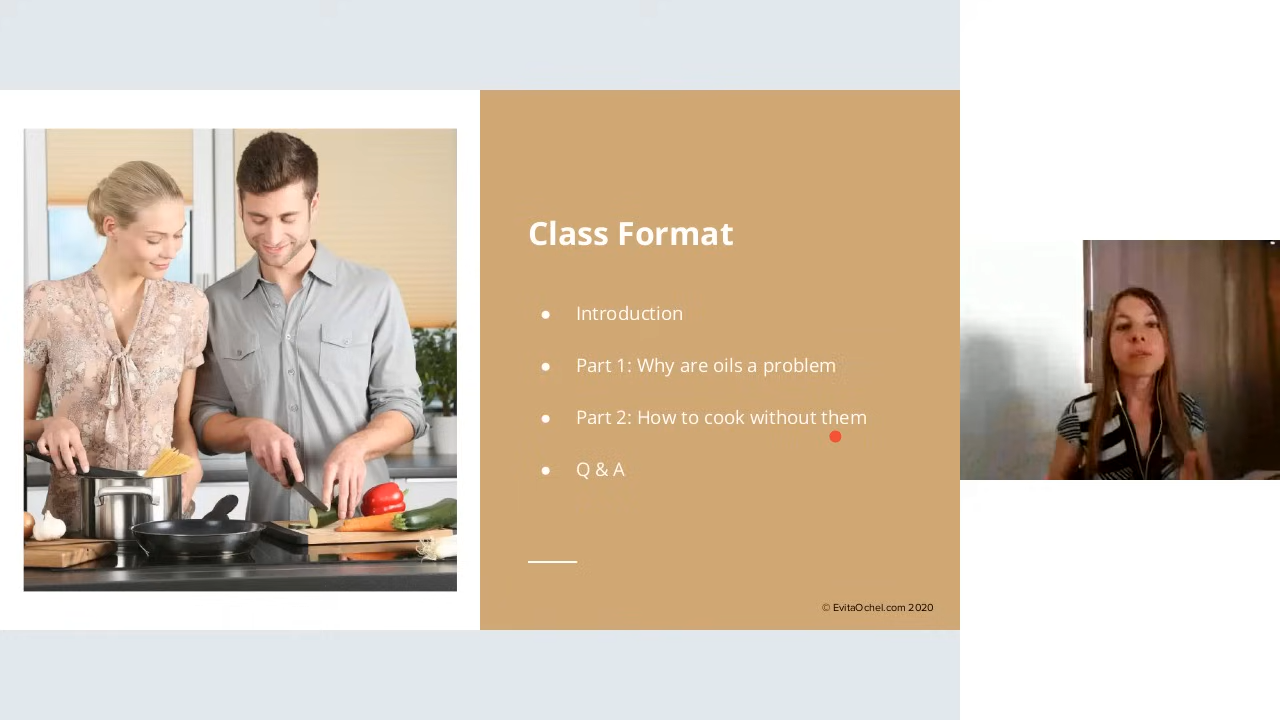 Class Format
● Introduction
● Part 1: Why are oils a problem
● Part 2: How to cook without them
● Q & A
© EvitaOchel.com 2020